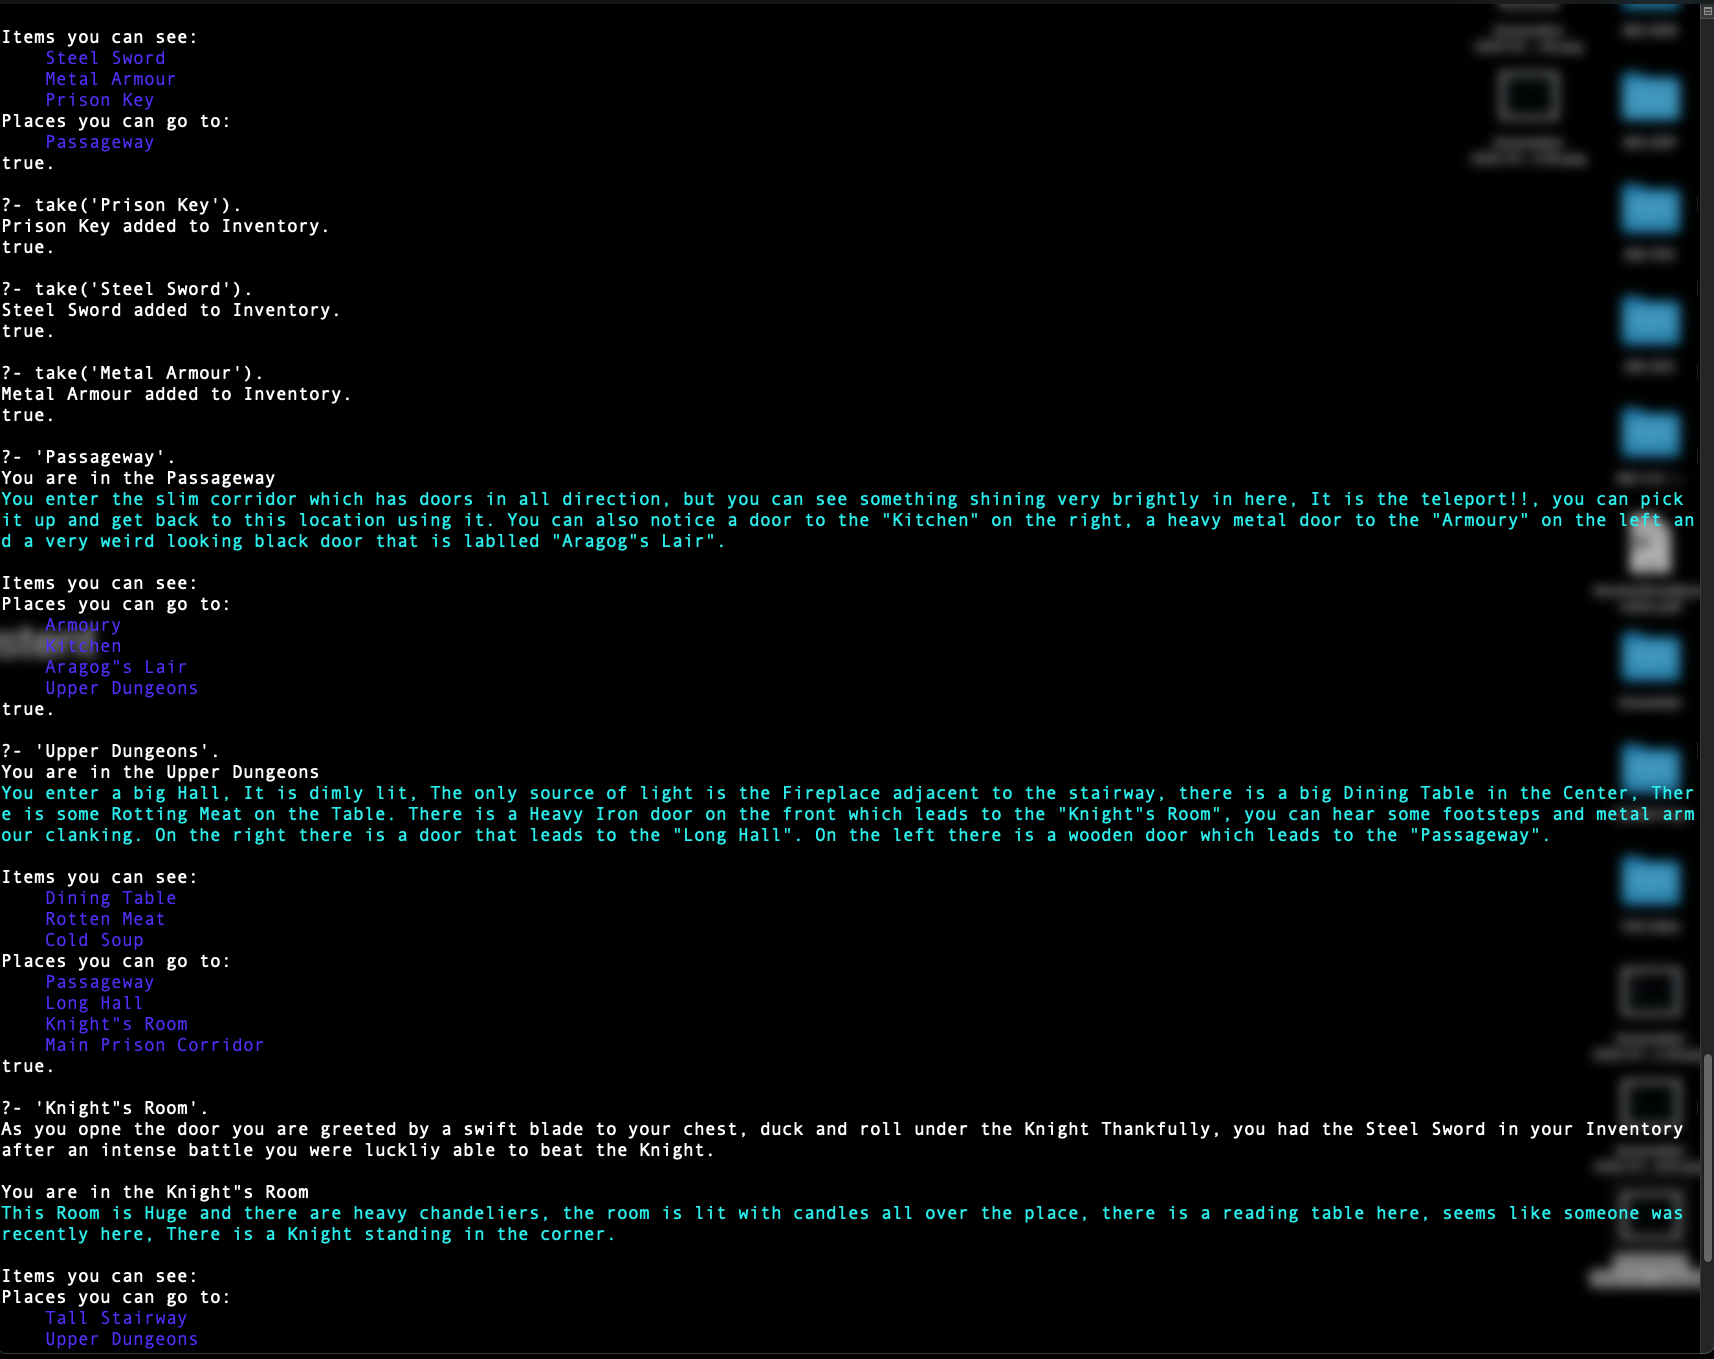 Items you can see:
Steel Sword
Metal Armour
Prison Key
Places you can go to:
Passageway
true.
?- take('Prison Key').
Prison Key added to Inventory.
true.
?- take('Steel Sword').
Steel Sword added to Inventory.
true.
?- take('Metal Armour').
Metal Armour added to Inventory.
true.
?- 'Passageway'.
You are in the Passageway
You enter the slim corridor which has doors in all direction, but you can see something shining very brightly in here, It is the teleport!!, you can pick
it up and get back to this location using it. You can also notice a door to the "Kitchen" on the right, a heavy metal door to the "Armoury" on the left an
d a very weird looking black door that is lablled "Aragog"s Lair".
Items you can see:
Places you can go to:
Armoury
Kitchen
Aragog"s Lair
Upper Dungeons
true.
?- 'Upper Dungeons'.
You are in the Upper Dungeons
You enter a big Hall, It is dimly lit, The only source of light is the Fireplace adjacent to the stairway, there is a big Dining Table in the Center, Ther
e is some Rotting Meat on the Table. There is a Heavy Iron door on the front which leads to the "Knight"s Room", you can hear some footsteps and metal arm
our clanking. On the right there is a door that leads to the "Long Hall". On the left there is a wooden door which leads to the "Passageway".
Items you can see:
Dining Table
Rotten Meat
Cold Soup
Places you can go to:
Passageway
Long Hall
Knight"s Room
Main Prison Corridor
true.
?- 'Knight"s Room'.
As you opne the door you are greeted by a swift blade to your chest, duck and roll under the Knight Thankfully, you had the Steel Sword in your Inventory
after an intense battle you were luckliy able to beat the Knight.
You are in the Knight"s Room
This Room is Huge and there are heavy chandeliers, the room is lit with candles all over the place, there is a reading table here, seems like someone was
recently here, There is a Knight standing in the corner.
Items you can see:
Places you can go to:
Tall Stairway
Upper Dungeons